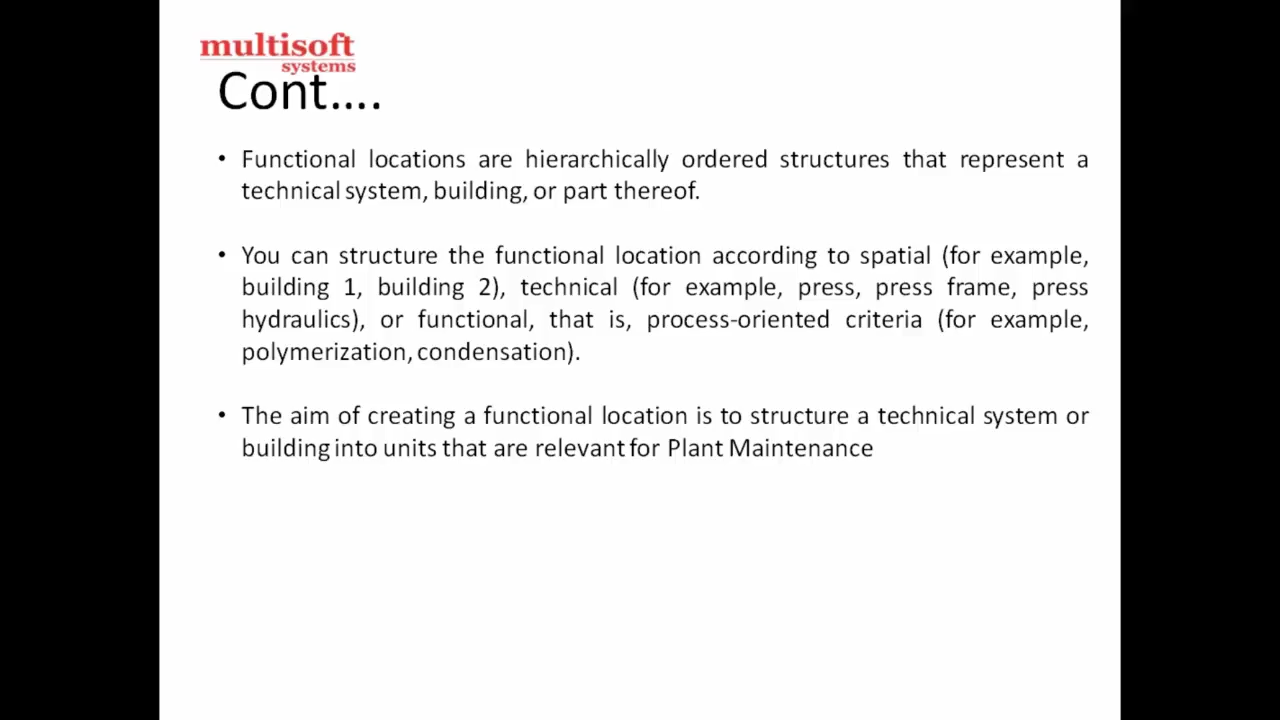 multisoft
systems
Cont....
• Functional locations are hierarchically ordered structures that represent a
technical system, building, or part thereof.
• You can structure the functional location according to spatial (for example,
building 1, building 2), technical (for example, press, press frame, press
hydraulics), or functional, that is, process-oriented criteria (for example,
polymerization, condensation).
• The aim of creating a functional location is to structure a technical system or
building into units that are relevant for Plant Maintenance